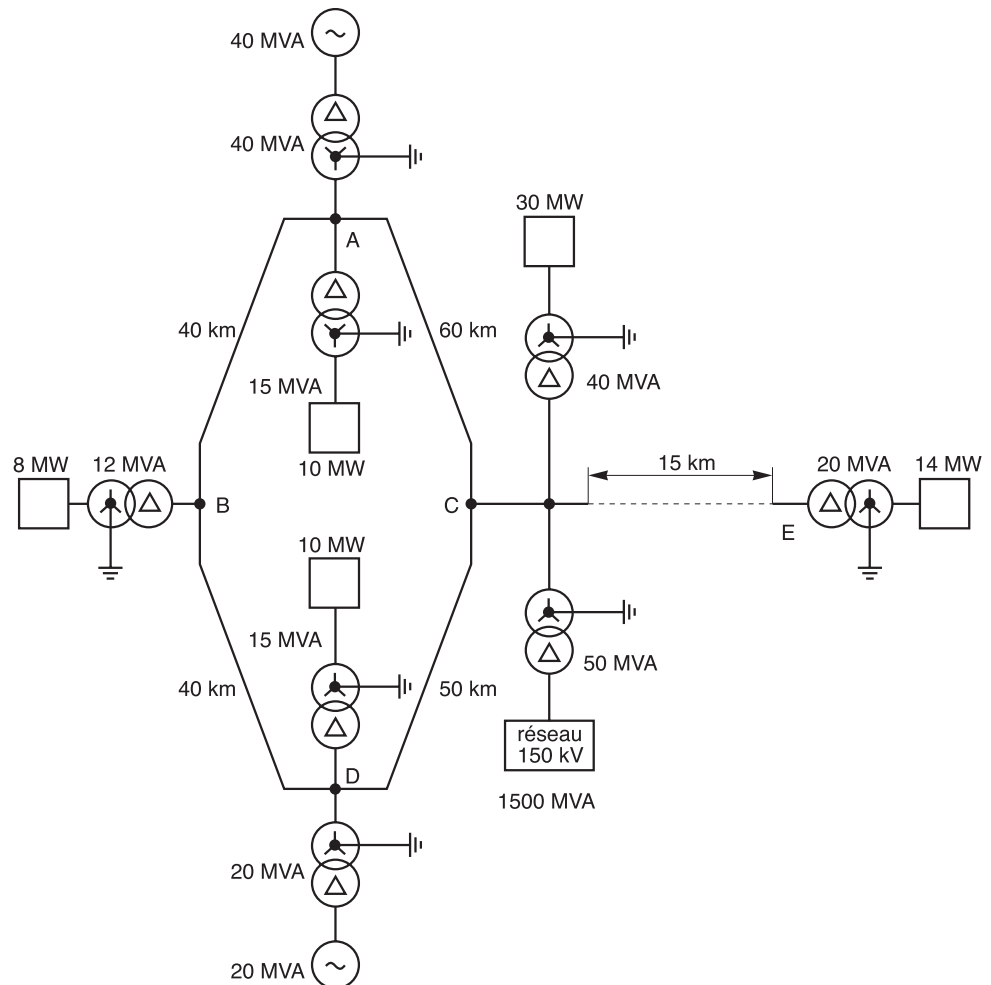 40 MVA
40 MVA
A
40 km
60 km
15 MVA
10 MW
30 MW
40 MVA
8 MW
12 MVA
B
C
15 km
E
20 MVA
14 MW
10 MW
15 MVA
40 km
50 km
D
50 MVA
réseau
150 kV
1500 MVA
20 MVA
20 MVA